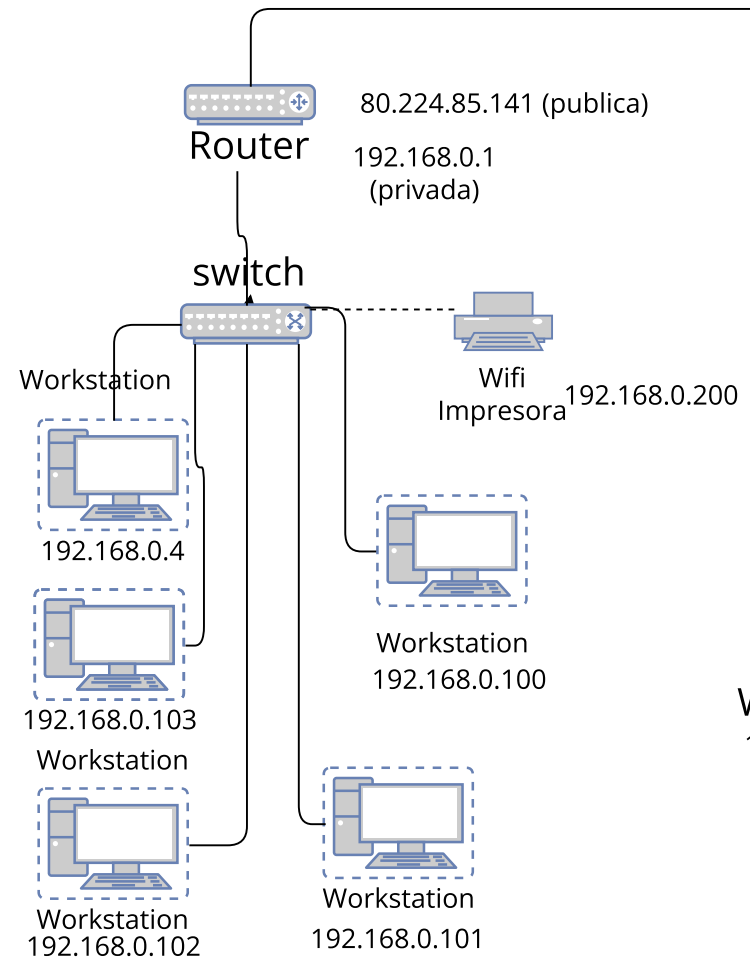 80.224.85.141 (publica)
Router
192.168.0.1
(privada)
switch
Workstation
Wifi
Impresora
192.168.0.200
192.168.0.4
Workstation
192.168.0.100
192.168.0.103
Workstation
Workstation
192.168.0.102
Workstation
192.168.0.101